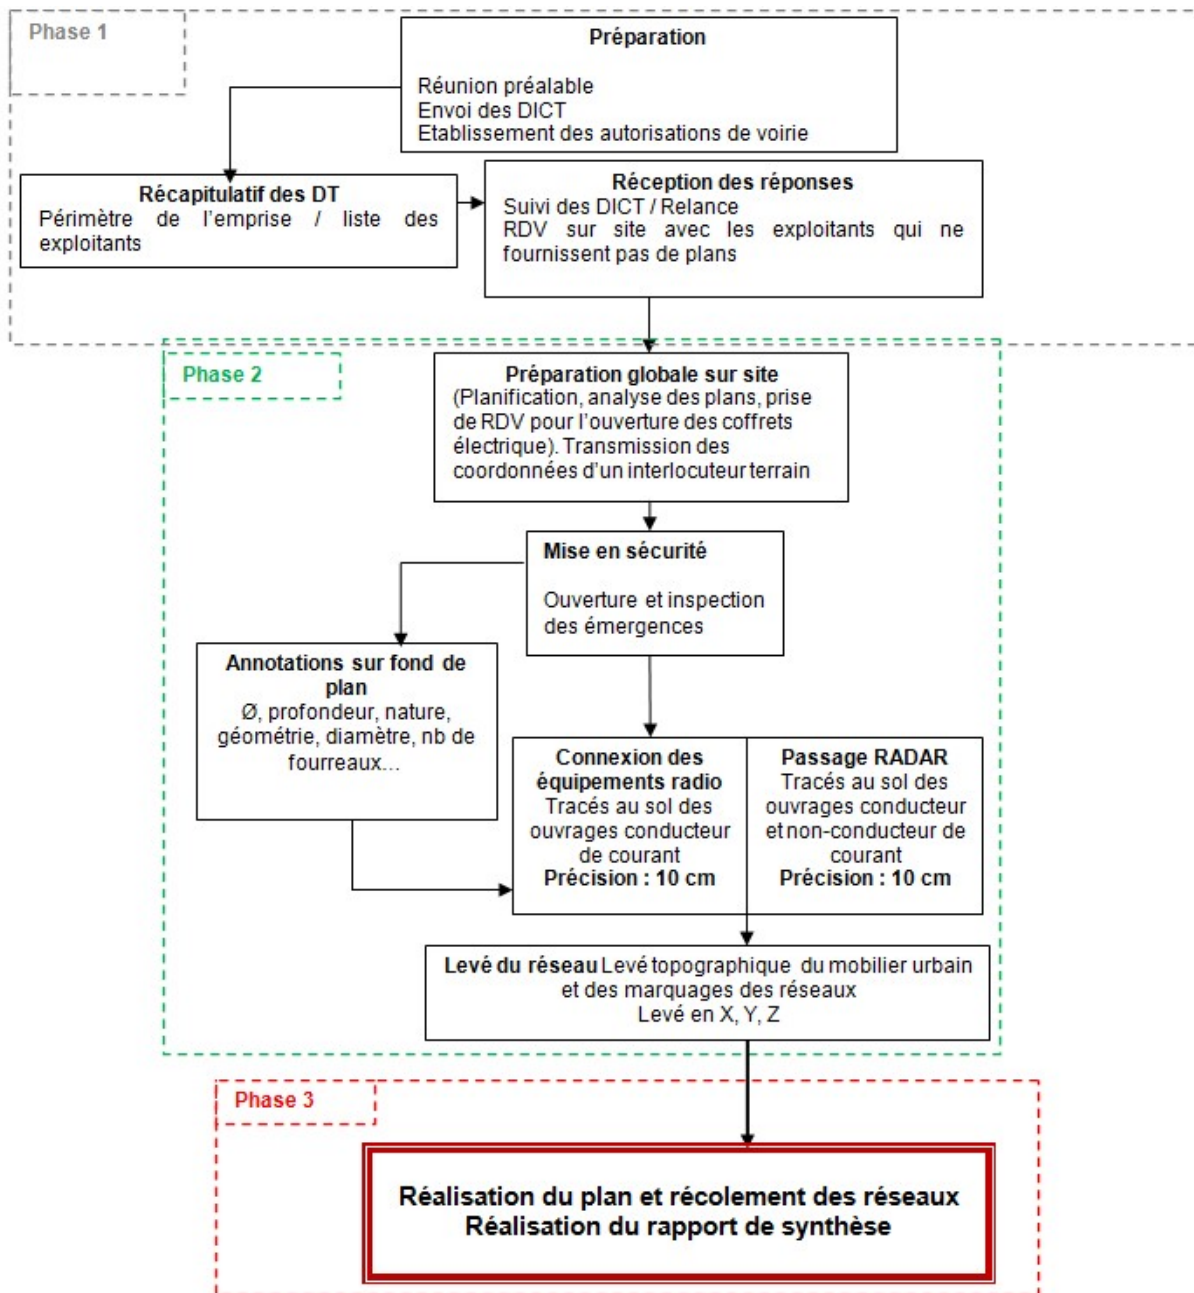 Phase 1
Préparation
Réunion préalable
Envoi des DICT
Etablissement des autorisations de voirie
Récapitulatif des DT
Périmètre de l'emprise / liste des
exploitants
Réception des réponses
Suivi des DICT / Relance
RDV sur site avec les exploitants qui ne
fournissent pas de plans
Phase 2
Préparation globale sur site
(Planification, analyse des plans, prise
de RDV pour l'ouverture des coffrets
électrique). Transmission des
coordonnées d'un interlocuteur terrain
Mise en sécurité
Ouverture et inspection
des émergences
Annotations sur fond de
plan
Ø, profondeur, nature,
géométrie, diamètre, nb de
fourreaux…
Connexion des
équipements radio
Tracés au sol des
ouvrages conducteur
de courant
Précision : 10 cm
Passage RADAR
Tracés au sol des
ouvrages conducteur
et non-conducteur de
courant
Précision : 10 cm
Levé du réseau Levé topographique du mobilier urbain
et des marquages des réseaux
Levé en X, Y, Z
Phase 3
Réalisation du plan et récolement des réseaux
Réalisation du rapport de synthèse